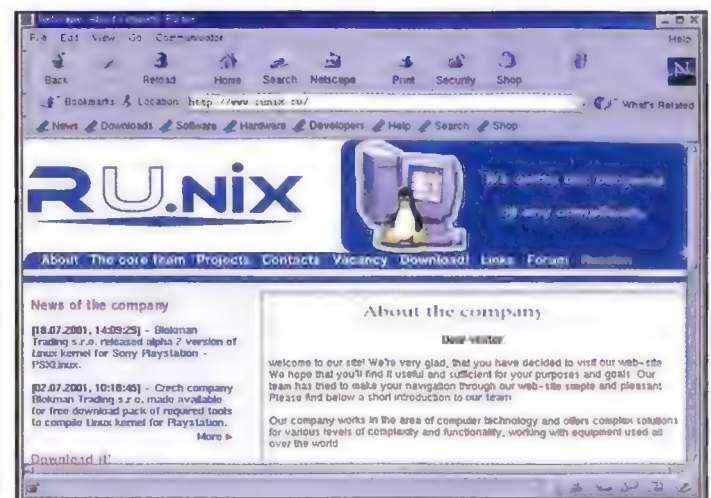 File Edit View Go Communicator Help
Back Reload Home Search Netscape Print Security Shop
Bookmarks Location: http://www.runix.ru/ What's Related
News Downloads Software Hardware Developers Help Search Shop
RU.NiX
About The core team Projects Contacts Vacancy Download! Links Forum Russian
News of the company
[18.07.2001, 14:09:29] - Blokman
Trading s.r.o. released alpha 2 version of
Linux kernel for Sony Playstation -
PSXLinux.
[02.07.2001, 10:18:45] - Czech company
Blokman Trading s.r.o. made available
for free download pack of required tools
to compile Linux kernel for Playstation.
More
Download it!
About the company
Dear visitor,
welcome to our site! We're very glad, that you have decided to visit our web-site.
We hope that you'll find it useful and sufficient for your purposes and goals. Our
team has tried to make your navigation through our web-site simple and pleasant.
Please find below a short introduction to our team
Our company works in the area of computer technology and offers complex solutions
for various levels of complexity and functionality, working with equipment used all
over the world